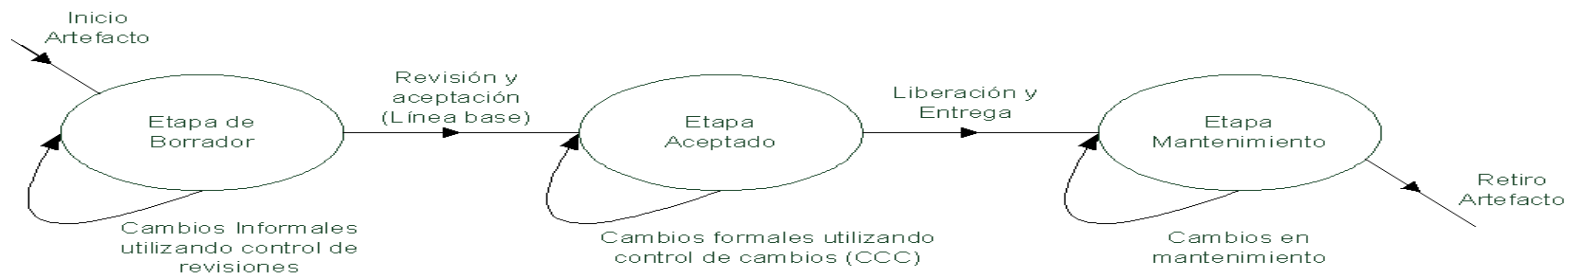 Inicio
Artefacto
Etapa de
Borrador
Cambios Informales
utilizando control de
revisiones
Revisión y
aceptación
(Línea base)
Etapa
Aceptado
Cambios formales utilizando
control de cambios (CCC)
Liberación y
Entrega
Etapa
Mantenimiento
Cambios en
mantenimiento
Retiro
Artefacto